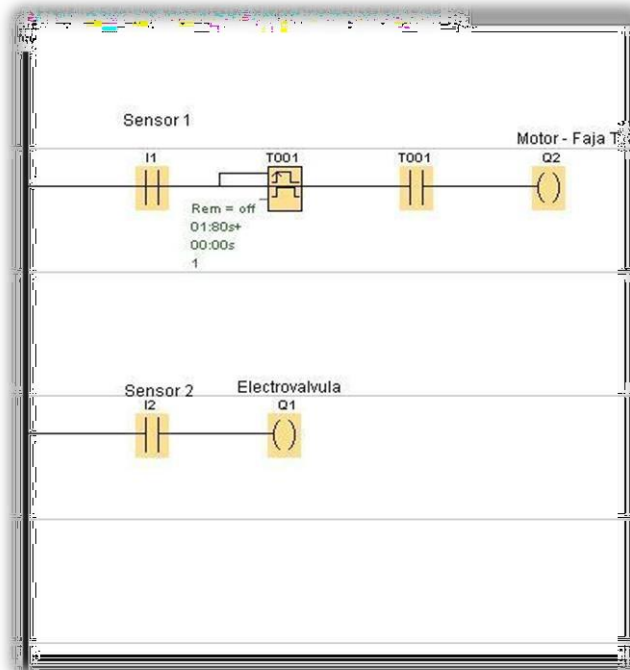 Sensor 1
Motor - Faja
I1
T001
T001
Q2
Rem = off
01:80s+
00:00s
1
Sensor 2
Electrovalvula
I2
Q1